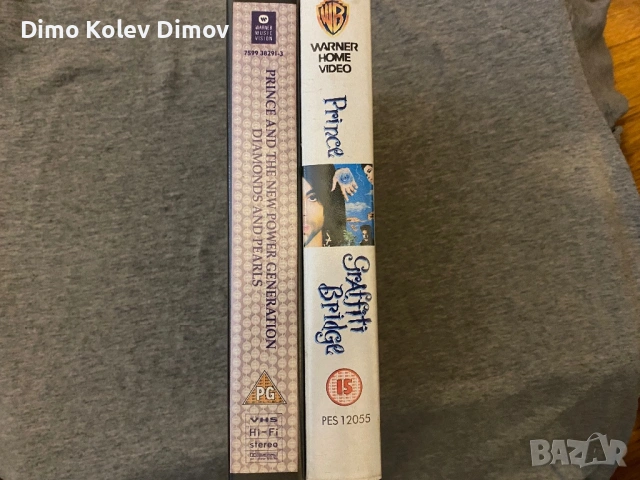 Dimo Kolev Dimov
WARNER
MUSIC
VISION
7599 38291-3
PRINCE AND THE NEW POWER GENERATION
DIAMONDS AND PEARLS
PG
VHS
Hi-Fi
stereo
WB
WARNER
HOME
VIDEO
Prince
GRAffiti
Bridge
15
PES 12055
BAZAR